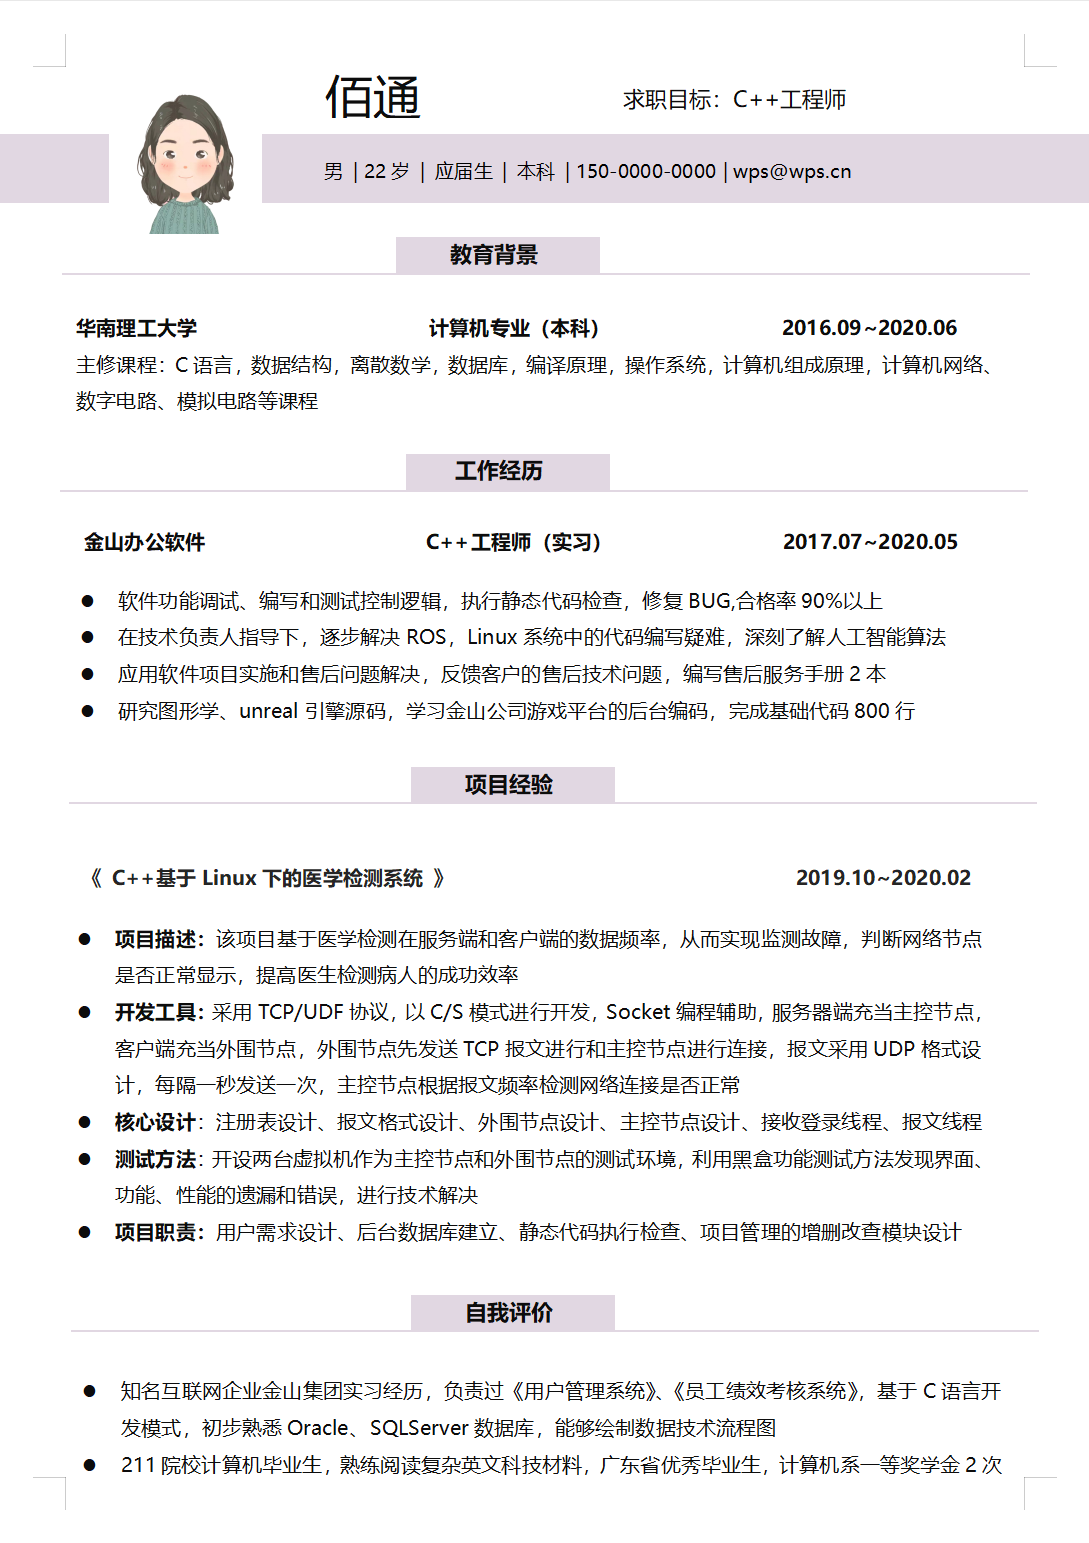 佰通
求职目标：C++工程师
男 | 22 岁 | 应届生 | 本科 | 150-0000-0000 | wps@wps.cn
教育背景
华南理工大学 计算机专业（本科） 2016.09~2020.06
主修课程：C 语言，数据结构，离散数学，数据库，编译原理，操作系统，计算机组成原理，计算机网络、
数字电路、模拟电路等课程
工作经历
金山办公软件 C++工程师（实习） 2017.07~2020.05
● 软件功能调试、编写和测试控制逻辑，执行静态代码检查，修复 BUG,合格率 90%以上
● 在技术负责人指导下，逐步解决 ROS，Linux 系统中的代码编写疑难，深刻了解人工智能算法
● 应用软件项目实施和售后问题解决，反馈客户的售后技术问题，编写售后服务手册 2 本
● 研究图形学、unreal 引擎源码，学习金山公司游戏平台的后台编码，完成基础代码 800 行
项目经验
《 C++基于 Linux 下的医学检测系统 》 2019.10~2020.02
● 项目描述：该项目基于医学检测在服务端和客户端的数据频率，从而实现监测故障，判断网络节点
是否正常显示，提高医生检测病人的成功效率
● 开发工具：采用 TCP/UDF 协议，以 C/S 模式进行开发，Socket 编程辅助，服务器端充当主控节点，
客户端充当外围节点，外围节点先发送 TCP 报文进行和主控节点进行连接，报文采用 UDP 格式设
计，每隔一秒发送一次，主控节点根据报文频率检测网络连接是否正常
● 核心设计：注册表设计、报文格式设计、外围节点设计、主控节点设计、接收登录线程、报文线程
● 测试方法：开设两台虚拟机作为主控节点和外围节点的测试环境，利用黑盒功能测试方法发现界面、
功能、性能的遗漏和错误，进行技术解决
● 项目职责：用户需求设计、后台数据库建立、静态代码执行检查、项目管理的增删改查模块设计
自我评价
● 知名互联网企业金山集团实习经历，负责过《用户管理系统》、《员工绩效考核系统》，基于 C 语言开
发模式，初步熟悉 Oracle、SQLServer 数据库，能够绘制数据技术流程图
● 211 院校计算机毕业生，熟练阅读复杂英文科技材料，广东省优秀毕业生，计算机系一等奖学金 2 次